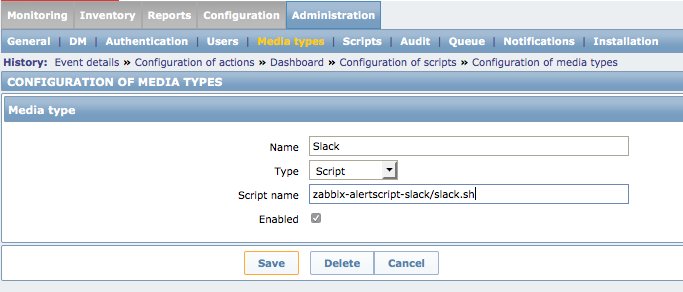 Monitoring Inventory Reports Configuration Administration
General | DM | Authentication | Users | Media types | Scripts | Audit | Queue | Notifications | Installation
History: Event details » Configuration of actions » Dashboard » Configuration of scripts » Configuration of media types
CONFIGURATION OF MEDIA TYPES
Media type
Name Slack
Type Script
Script name zabbix-alertscript-slack/slack.sh
Enabled
Save Delete Cancel